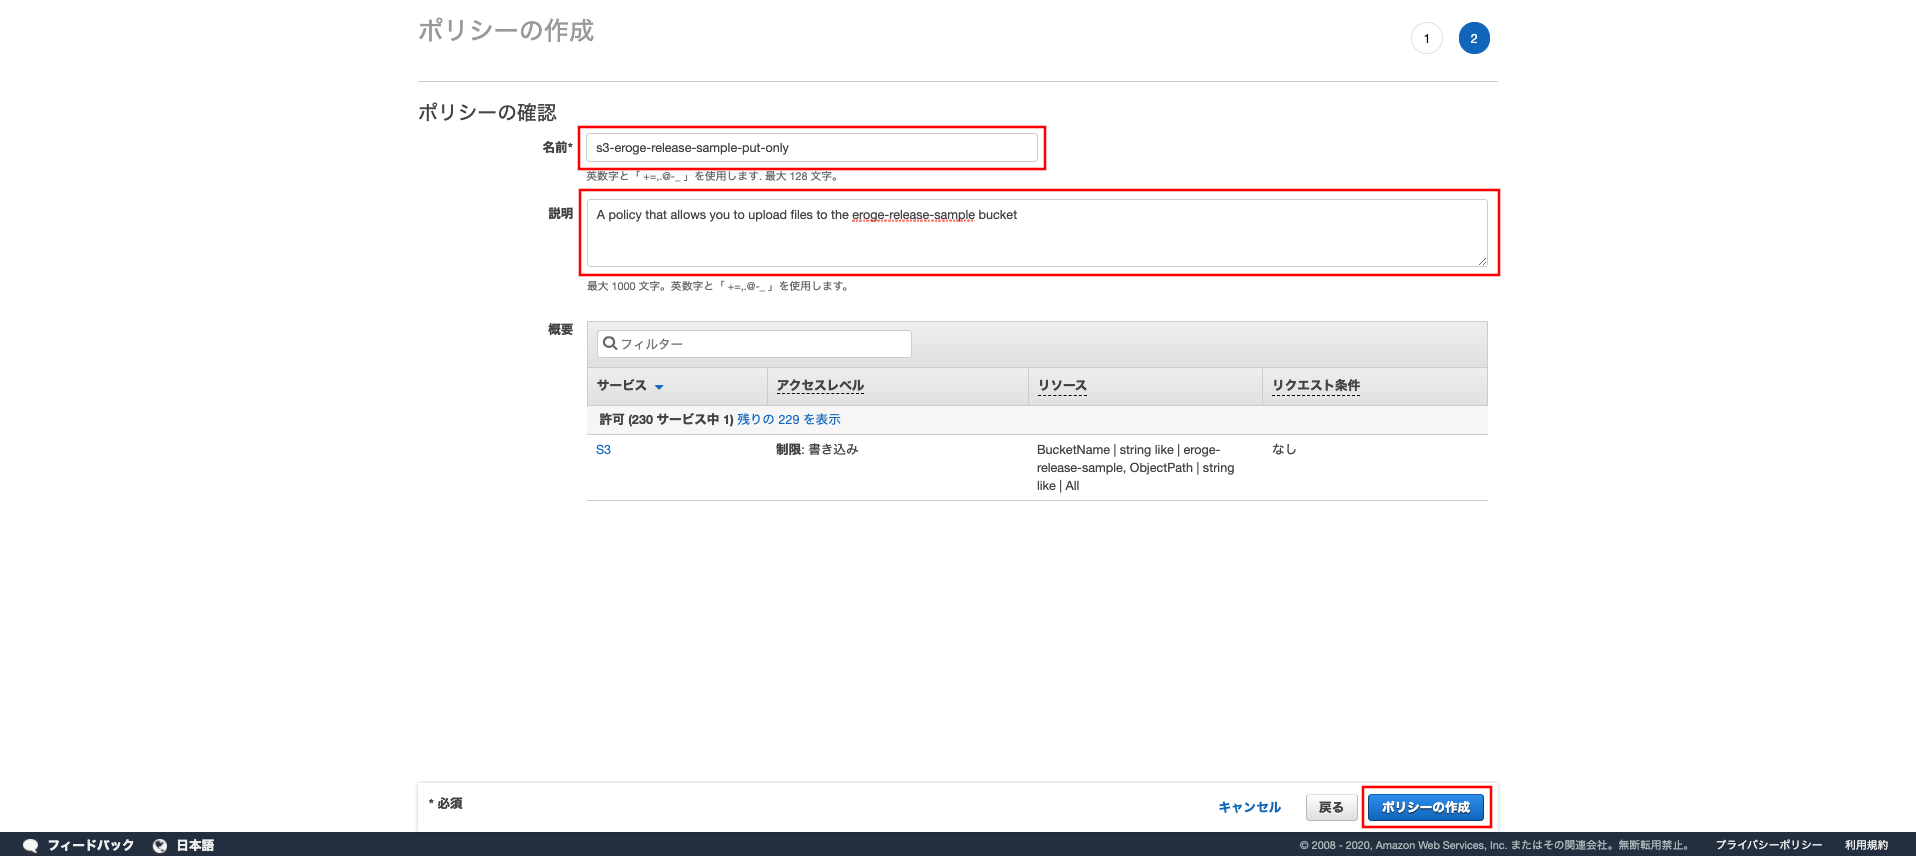 ポリシーの作成
1
2
ポリシーの確認
名前*
s3-eroge-release-sample-put-only
英数字と「 +=,.@-_ 」を使用します. 最大 128 文字。
説明
A policy that allows you to upload files to the eroge-release-sample bucket
最大 1000 文字。英数字と「 +=,.@-_ 」を使用します。
概要
フィルター
サービス アクセスレベル リソース リクエスト条件
許可 (230 サービス中 1) 残りの 229 を表示
S3 制限: 書き込み BucketName | string like | eroge- なし
release-sample, ObjectPath | string
like | All
* 必須
キャンセル 戻る ポリシーの作成
フィードバック 日本語 © 2008 - 2020, Amazon Web Services, Inc. またはその関連会社。無断転用禁止。 プライバシーポリシー 利用規約